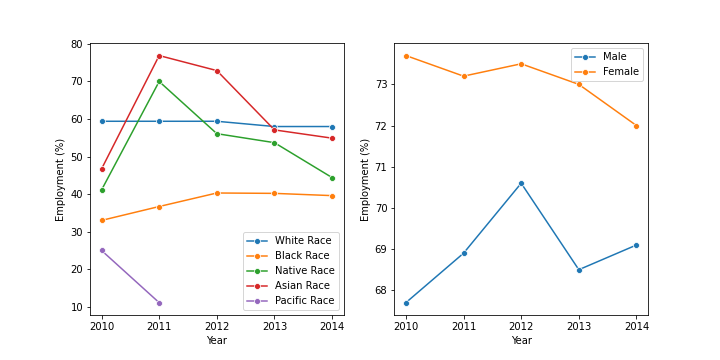 80
70
60
50
40
30
20
10
Employment (%)
2010 2011 2012 2013 2014
Year
White Race
Black Race
Native Race
Asian Race
Pacific Race
73
72
71
70
69
68
Employment (%)
2010 2011 2012 2013 2014
Year
Male
Female